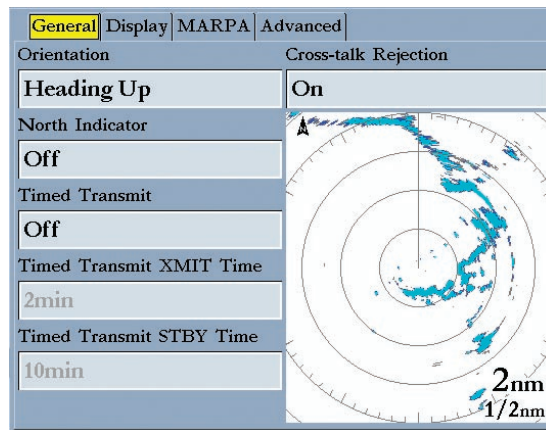 General Display MARPA Advanced
Orientation
Heading Up
Cross-talk Rejection
On
North Indicator
Off
Timed Transmit
Off
Timed Transmit XMIT Time
2min
Timed Transmit STBY Time
10min
2nm
1/2nm